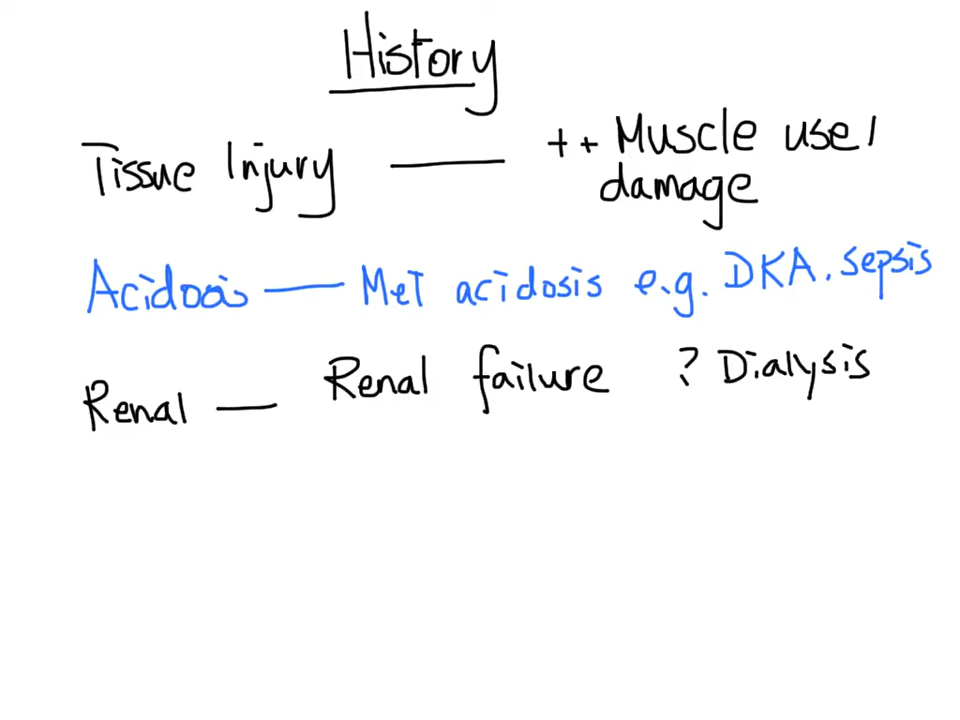 History
Tissue Injury — ++ Muscle use/
damage
Acidosis — Met acidosis e.g. DKA. sepsis
Renal — Renal failure ? Dialysis